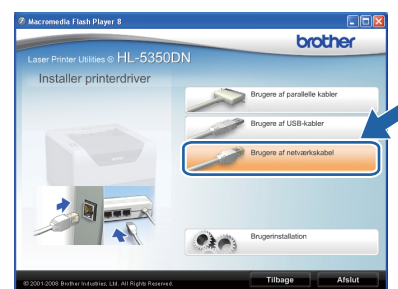 Macromedia Flash Player 8
brother
Laser Printer Utilities ® HL-5350DN
Installer printerdriver
Brugere af parallelle kabler
Brugere af USB-kabler
Brugere af netværkskabel
Brugerinstallation
© 2001-2008 Brother Industries, Ltd. All Rights Reserved.
Tilbage
Afslut